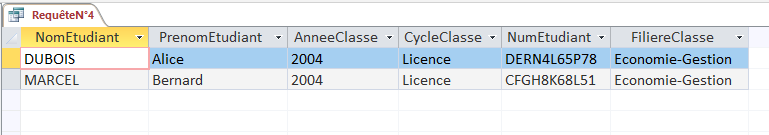 RequêteN°4
NomEtudiant PrenomEtudiant AnneeClasse CycleClasse NumEtudiant FiliereClasse
DUBOIS Alice 2004 Licence DERN4L65P78 Economie-Gestion
MARCEL Bernard 2004 Licence CFGH8K68L51 Economie-Gestion